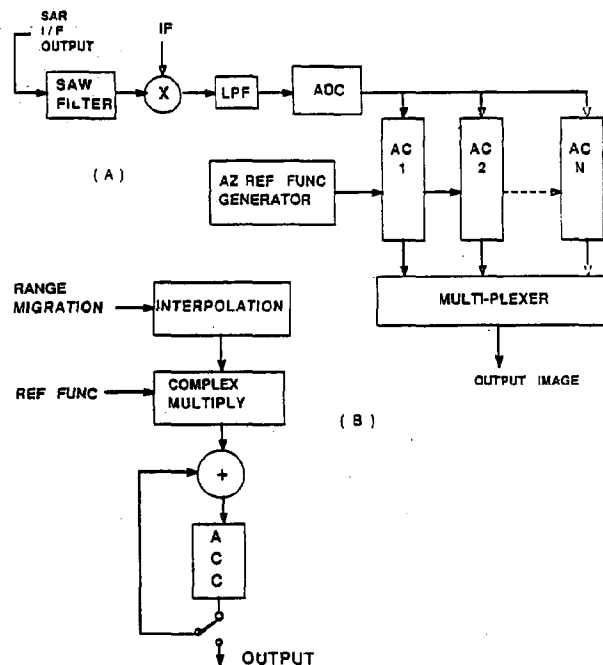 SAR
I/F
OUTPUT
IF
SAW
FILTER
X
LPF
ADC
( A )
AZ REF FUNC
GENERATOR
AC
1
AC
2
AC
N
MULTI-PLEXER
OUTPUT IMAGE
RANGE
MIGRATION
INTERPOLATION
REF FUNC
COMPLEX
MULTIPLY
( B )
+
A
C
C
OUTPUT